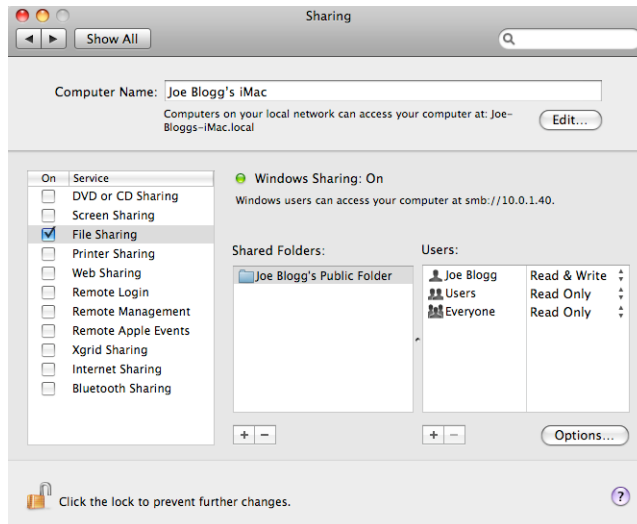 Sharing
Show All
Computer Name: Joe Blogg's iMac
Computers on your local network can access your computer at: Joe-
Bloggs-iMac.local
Edit...
On Service
DVD or CD Sharing
Screen Sharing
File Sharing
Printer Sharing
Web Sharing
Remote Login
Remote Management
Remote Apple Events
Xgrid Sharing
Internet Sharing
Bluetooth Sharing
Windows Sharing: On
Windows users can access your computer at smb://10.0.1.40.
Shared Folders:
Joe Blogg's Public Folder
Users:
Joe Blogg Read & Write
Users Read Only
Everyone Read Only
+ −
+ −
Options...
Click the lock to prevent further changes.
?